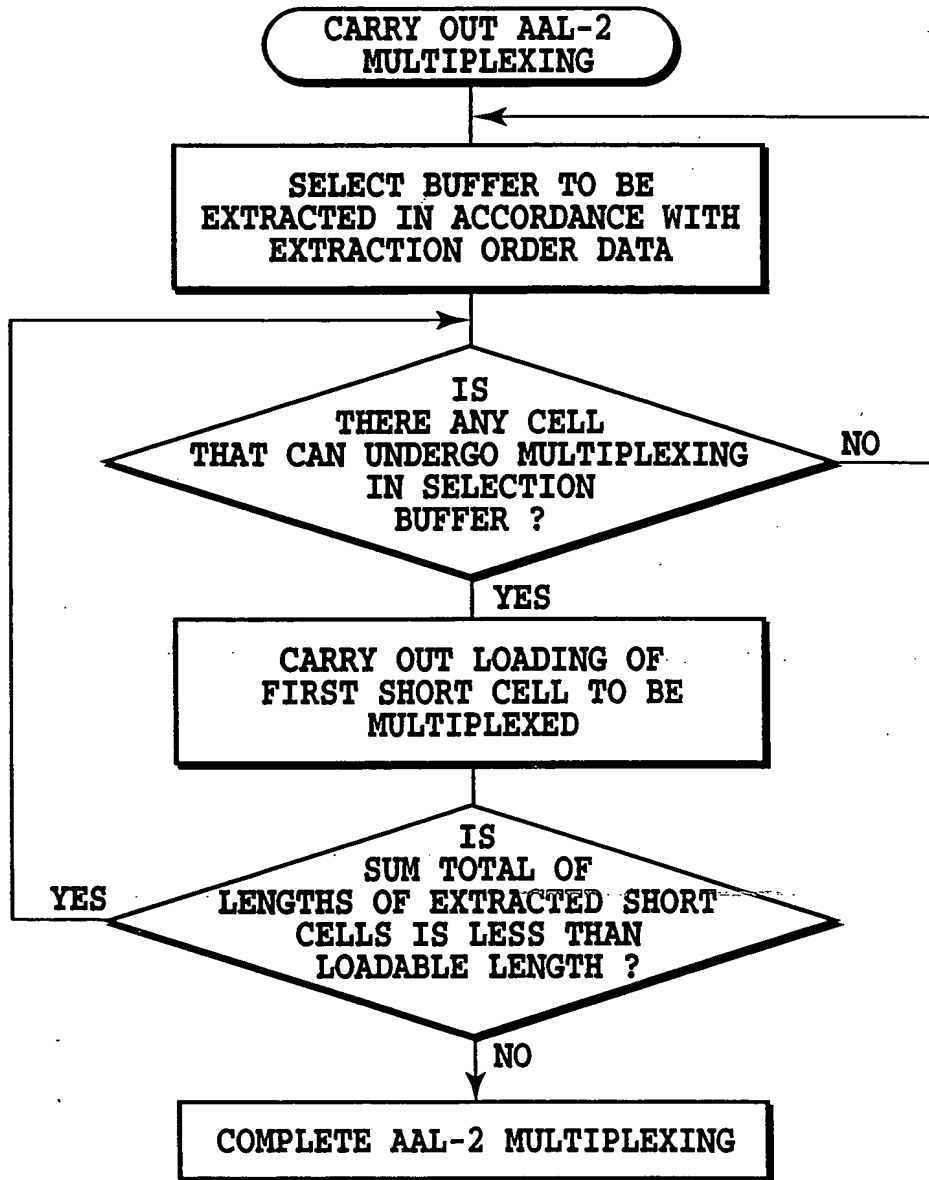 CARRY OUT AAL-2
MULTIPLEXING
SELECT BUFFER TO BE
EXTRACTED IN ACCORDANCE WITH
EXTRACTION ORDER DATA
IS
THERE ANY CELL
THAT CAN UNDERGO MULTIPLEXING
IN SELECTION
BUFFER ?
NO
YES
CARRY OUT LOADING OF
FIRST SHORT CELL TO BE
MULTIPLEXED
IS
SUM TOTAL OF
LENGTHS OF EXTRACTED SHORT
CELLS IS LESS THAN
LOADABLE LENGTH ?
YES
NO
COMPLETE AAL-2 MULTIPLEXING